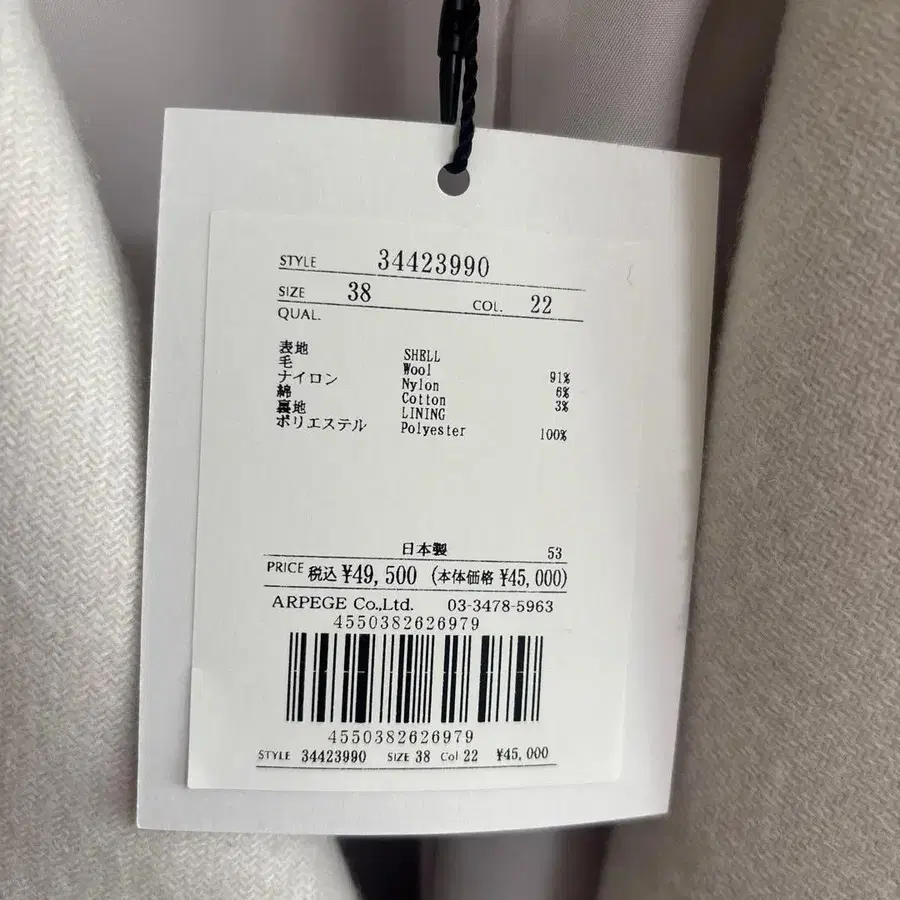 STYLE 34423990
SIZE 38 COL. 22
QUAL.
表地 SHELL
毛 Wool 91%
ナイロン Nylon 6%
綿 Cotton 3%
裏地 LINING
ポリエステル Polyester 100%
日本製 53
PRICE 税込 ¥49,500 (本体価格 ¥45,000)
ARPEGE Co.,Ltd. 03-3478-5963
4550382626979
4550382626979
STYLE 34423990 SIZE 38 Col 22 ¥45,000